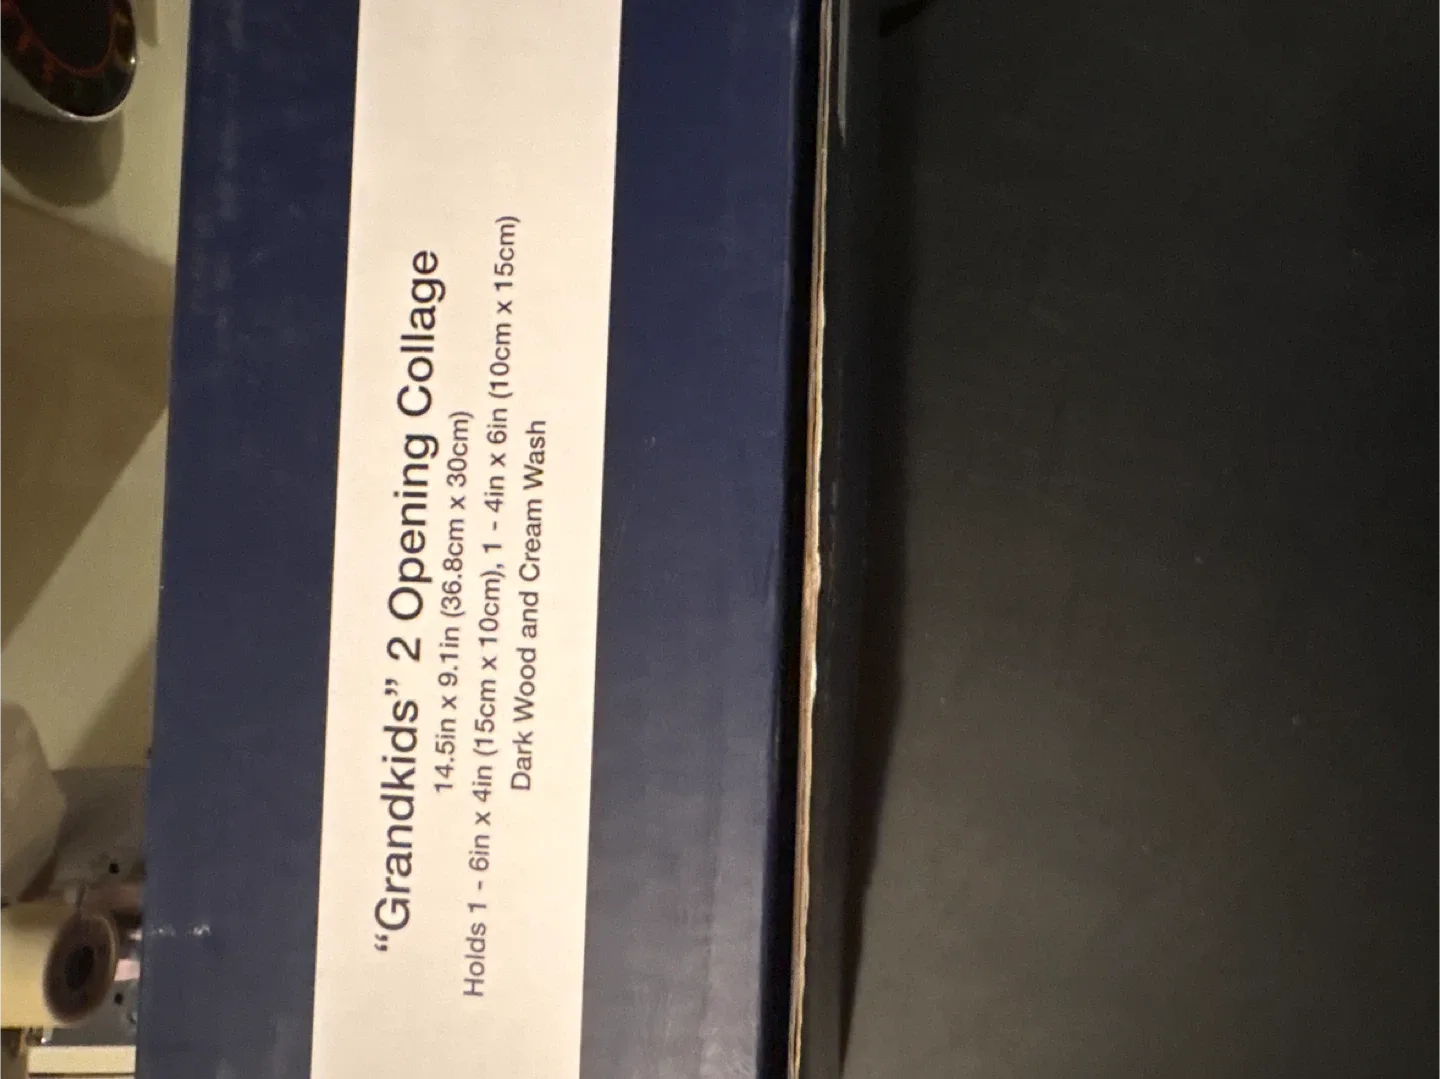 “Grandkids” 2 Opening Collage
14.5in x 9.1in (36.8cm x 30cm)
Holds 1 - 6in x 4in (15cm x 10cm), 1 - 4in x 6in (10cm x 15cm)
Dark Wood and Cream Wash